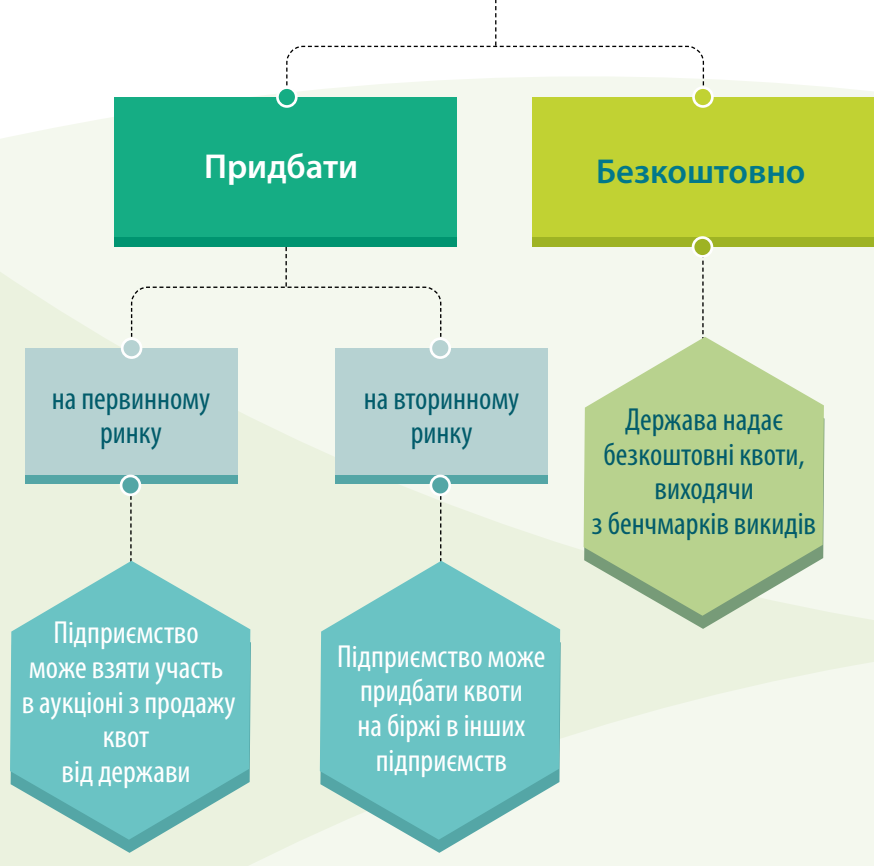 Придбати
Безкоштовно
на первинному
ринку
на вторинному
ринку
Держава надає
безкоштовні квоти,
виходячи
з бенчмарків викидів
Підприємство
може взяти участь
в аукціоні з продажу
квот
від держави
Підприємство може
придбати квоти
на біржі в інших
підприємств